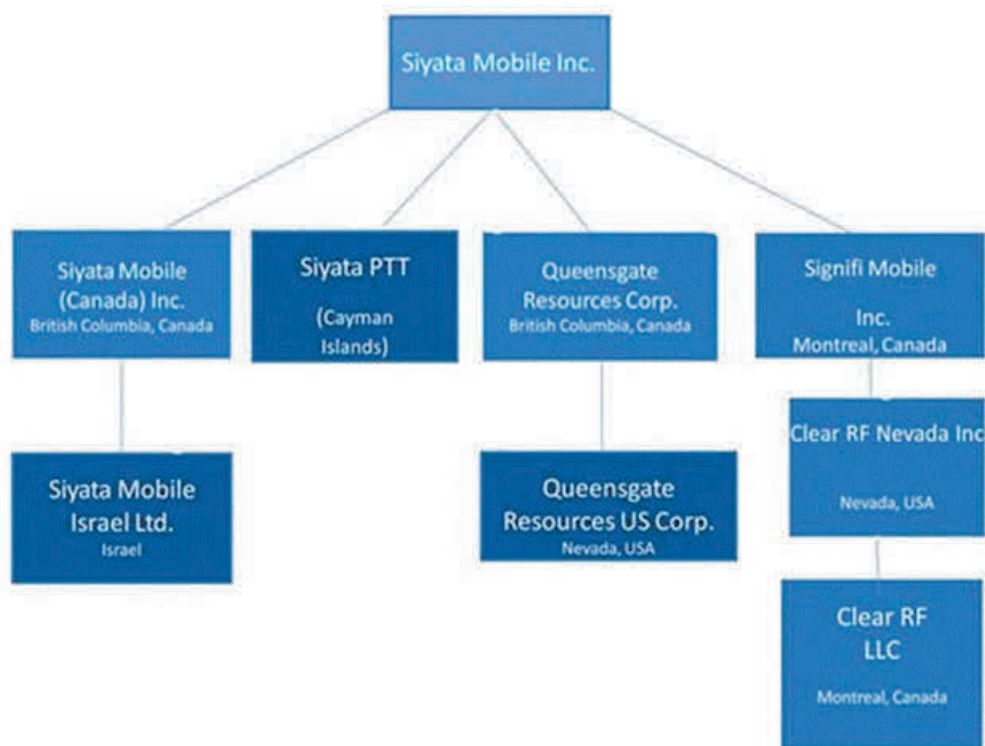 Siyata Mobile Inc.
Siyata Mobile
(Canada) Inc.
British Columbia, Canada
Siyata PTT
(Cayman
Islands)
Queensgate
Resources Corp.
British Columbia, Canada
Signifi Mobile
Inc.
Montreal, Canada
Siyata Mobile
Israel Ltd.
Israel
Queensgate
Resources US Corp.
Nevada, USA
Clear RF Nevada Inc
Nevada, USA
Clear RF
LLC
Montreal, Canada